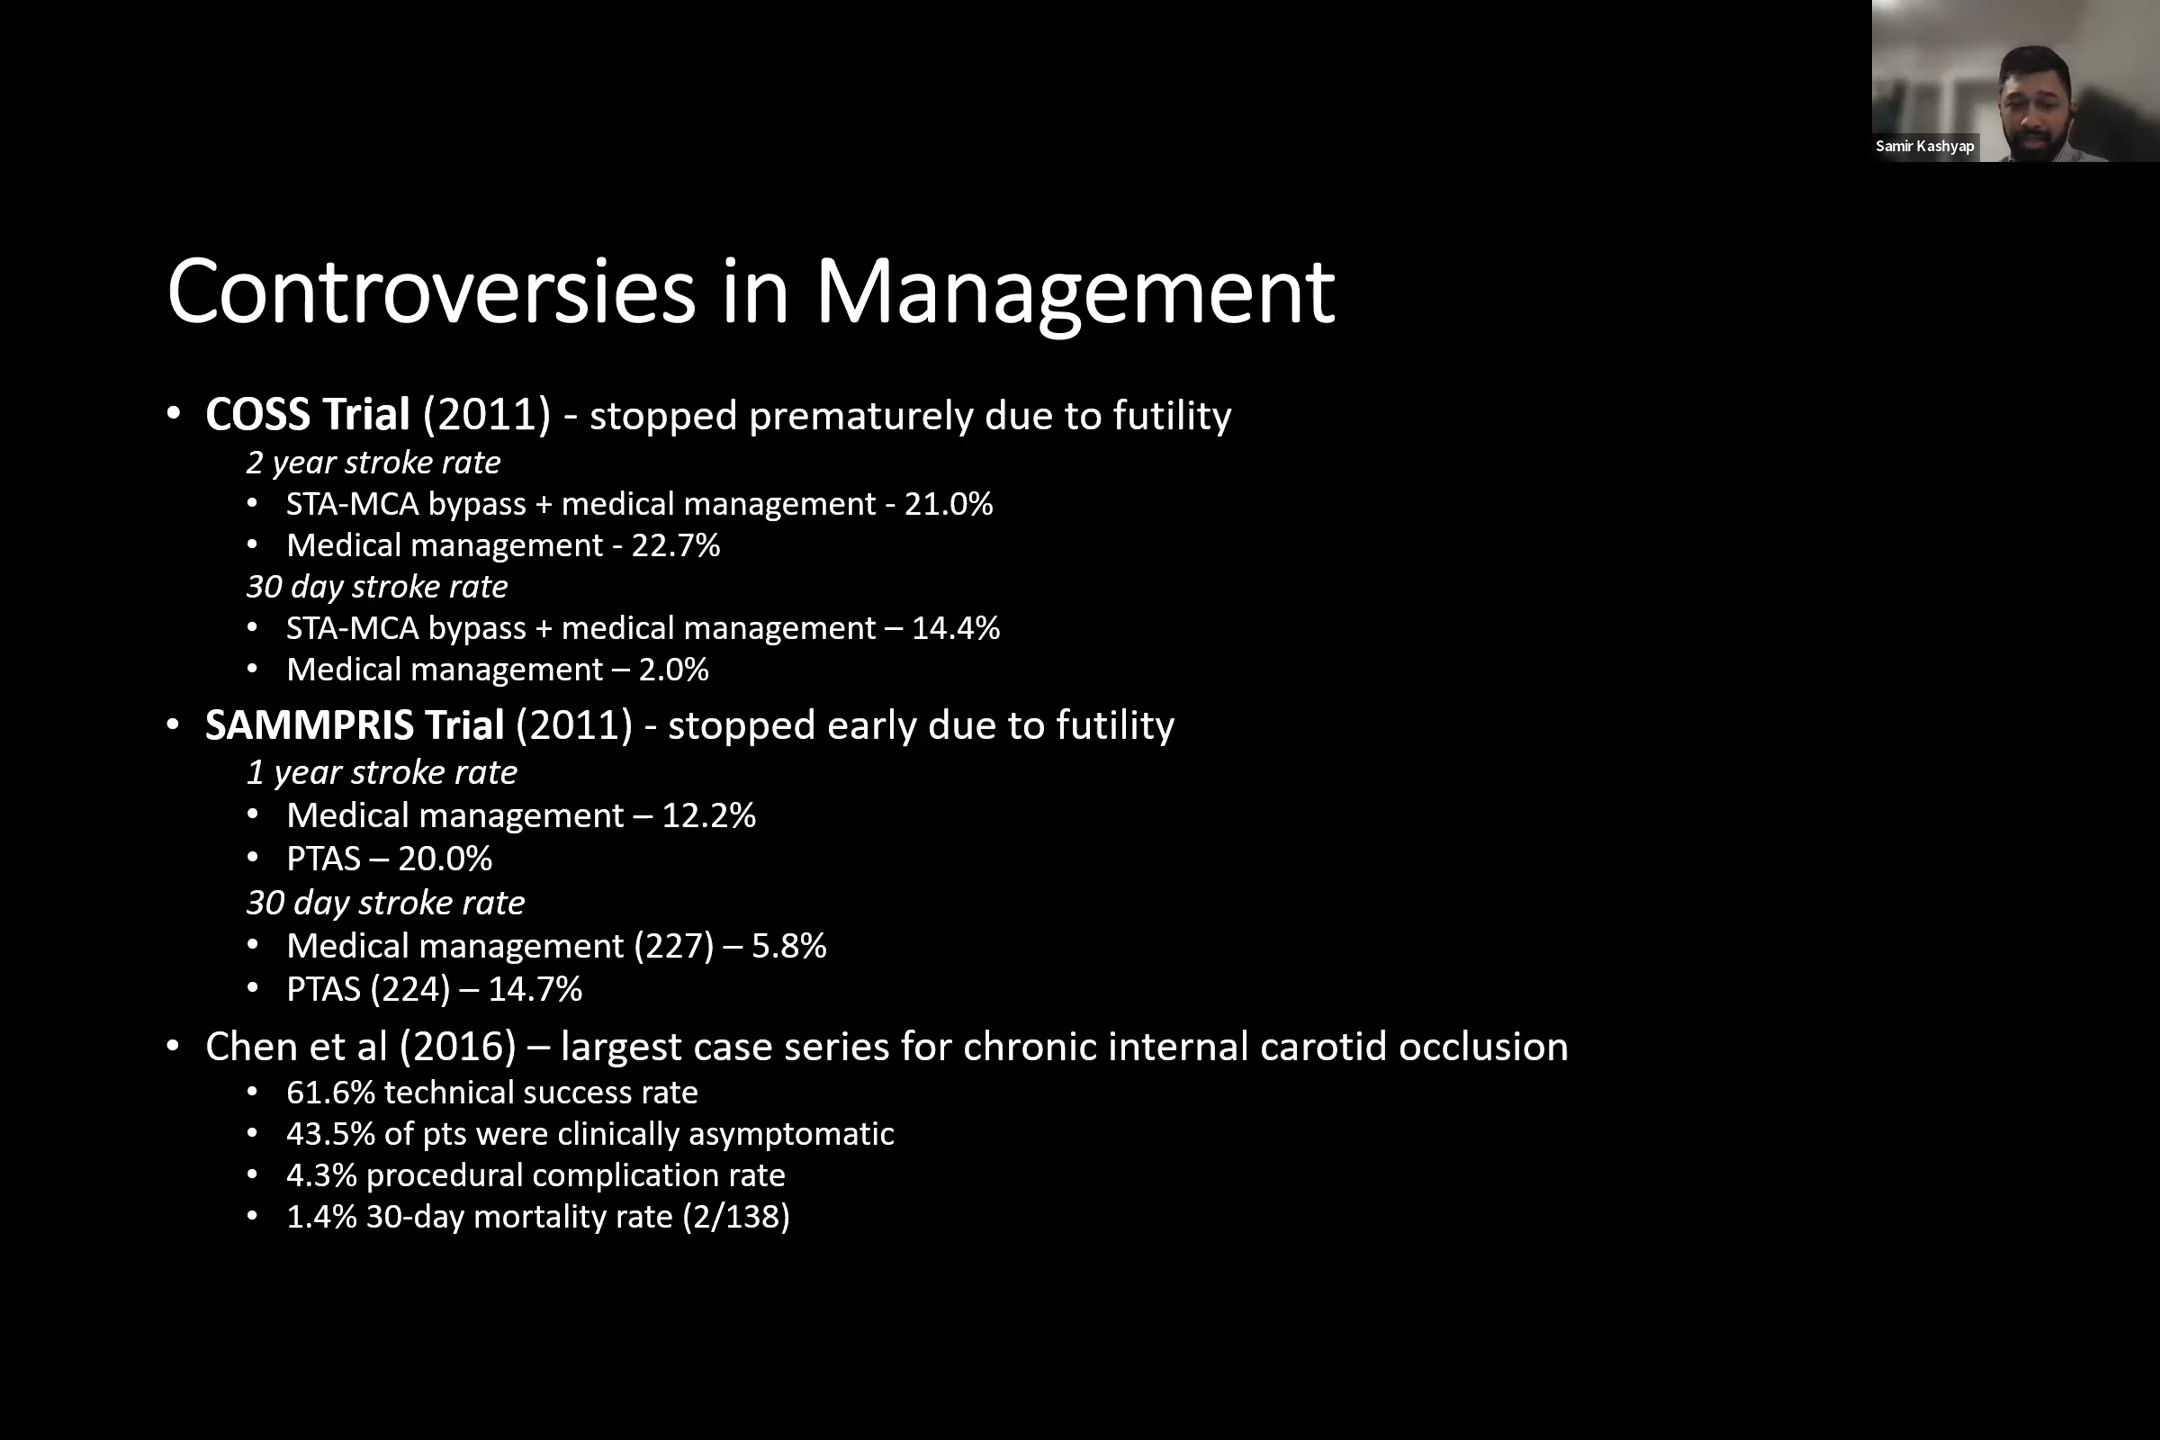 Samir Kashyap
Controversies in Management
• COSS Trial (2011) - stopped prematurely due to futility
2 year stroke rate
• STA-MCA bypass + medical management - 21.0%
• Medical management - 22.7%
30 day stroke rate
• STA-MCA bypass + medical management – 14.4%
• Medical management – 2.0%
• SAMMPRIS Trial (2011) - stopped early due to futility
1 year stroke rate
• Medical management – 12.2%
• PTAS – 20.0%
30 day stroke rate
• Medical management (227) – 5.8%
• PTAS (224) – 14.7%
• Chen et al (2016) – largest case series for chronic internal carotid occlusion
• 61.6% technical success rate
• 43.5% of pts were clinically asymptomatic
• 4.3% procedural complication rate
• 1.4% 30-day mortality rate (2/138)